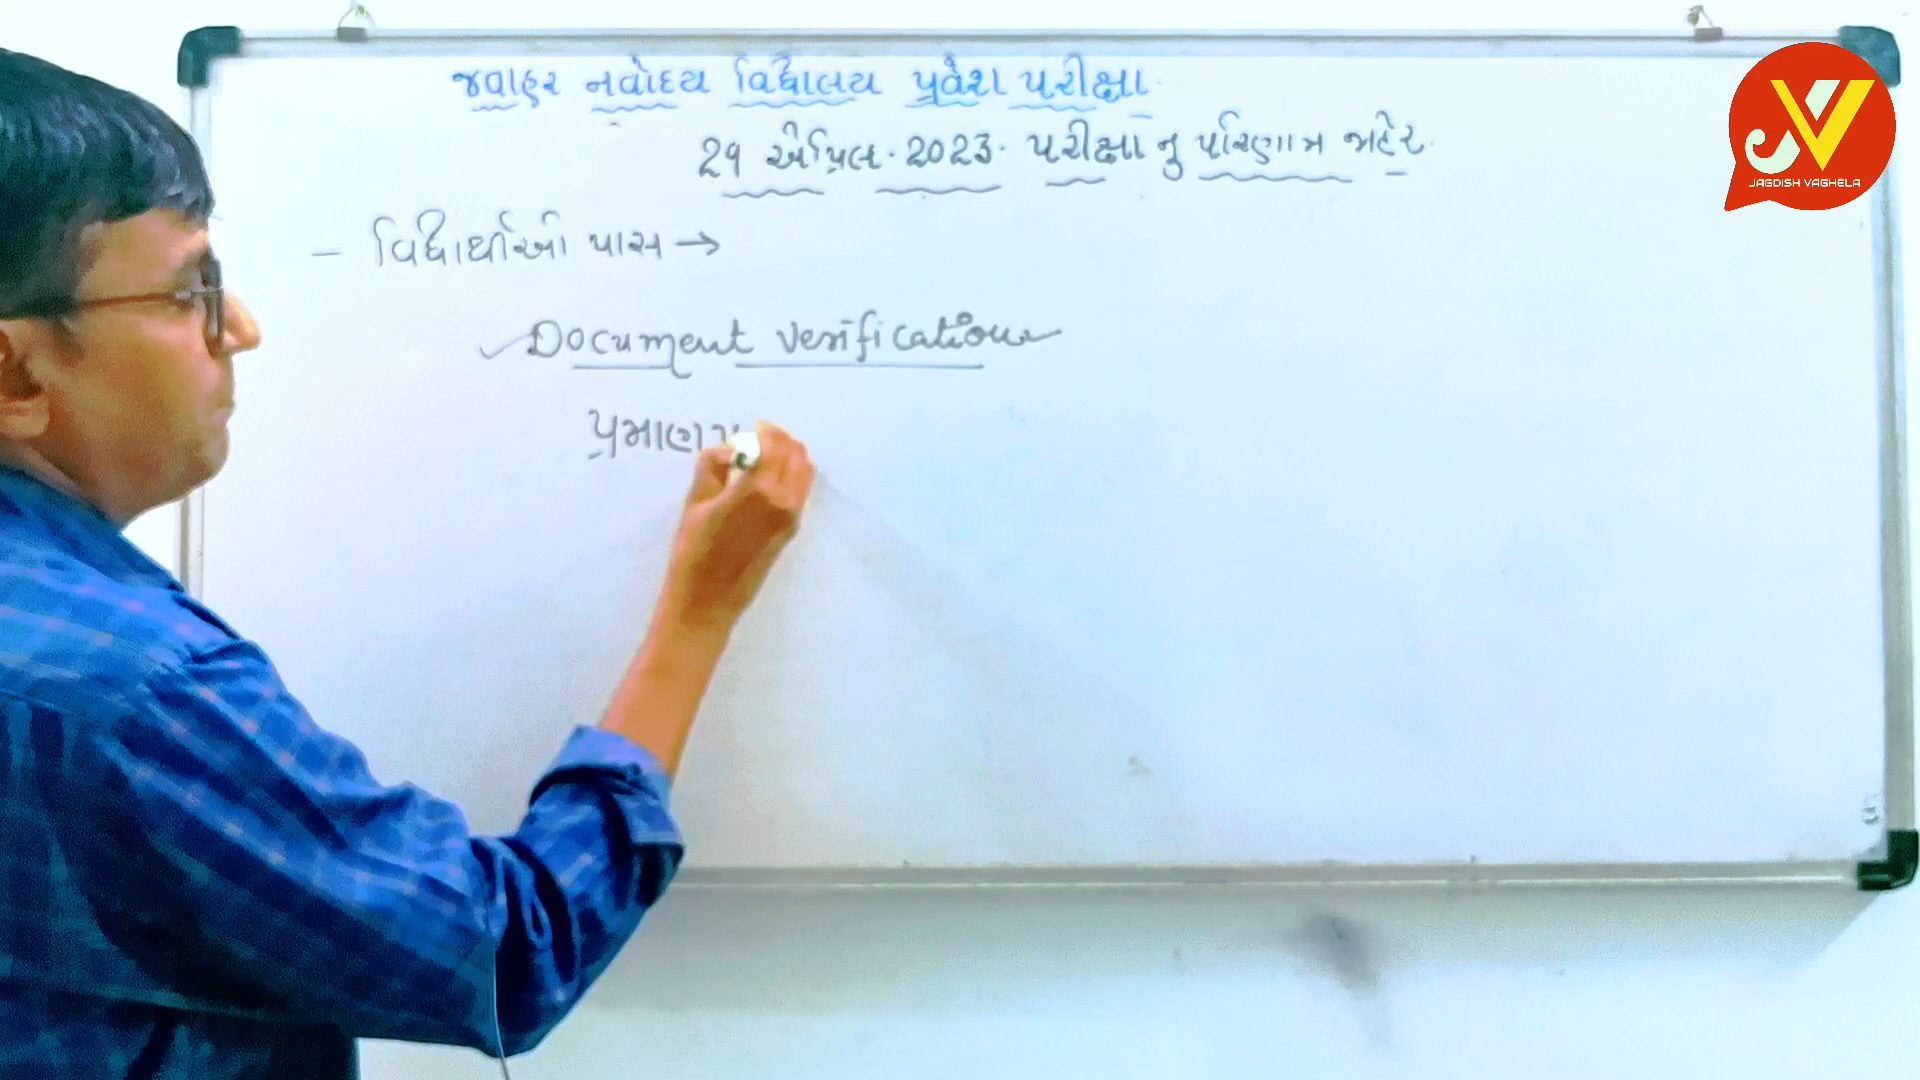 જવાહર નવોદય વિદ્યાલય પ્રવેશ પરીક્ષા
29 એપ્રિલ. 2023. પરીક્ષા નુ પરિણામ જાહેર.
JAGDISH VAGHELA
- વિદ્યાર્થીઓ પાસ →
Document verification
પ્રમાણ